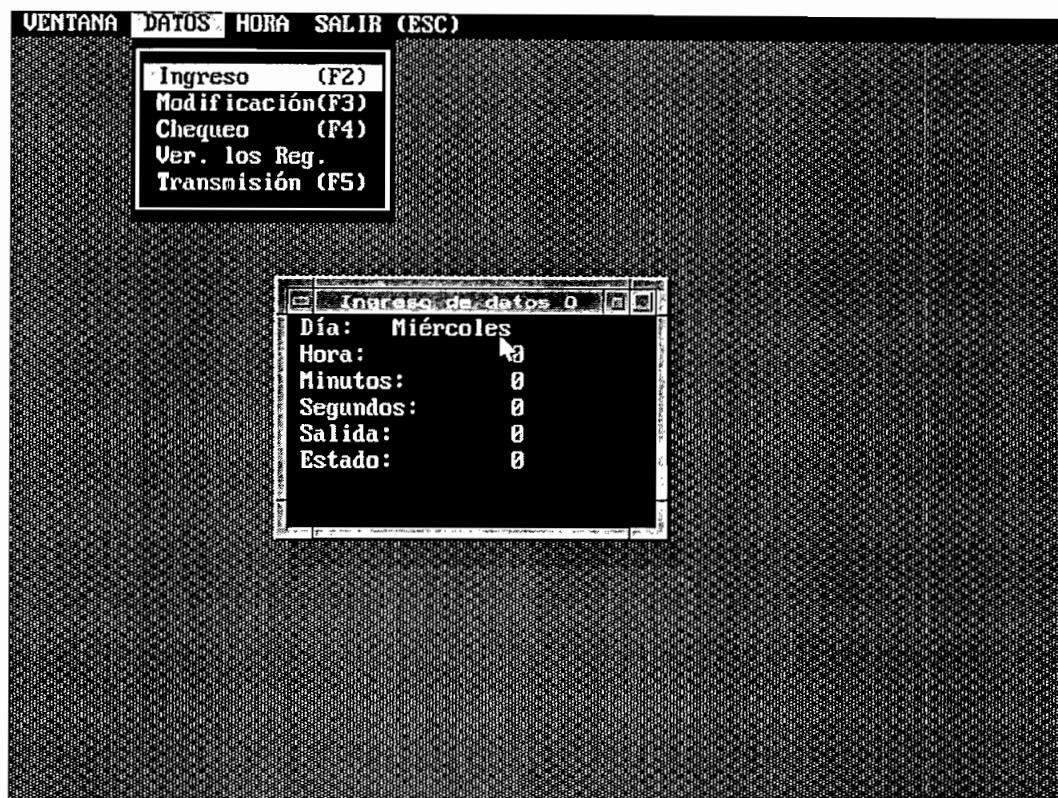 VENTANA DATOS HORA SALIR (ESC)
Ingreso (F2)
Modificación(F3)
Chequeo (F4)
Ver. los Reg.
Transmisión (F5)
Ingreso de datos 0
Día: Miércoles
Hora: 0
Minutos: 0
Segundos: 0
Salida: 0
Estado: 0